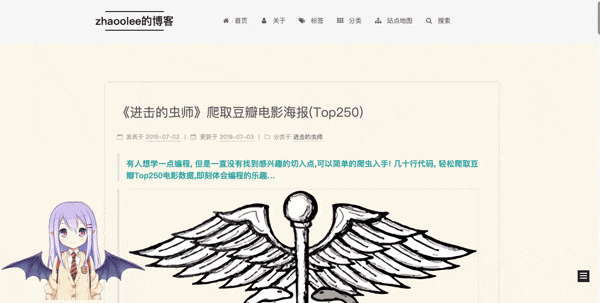 zhaoolee的博客
首页 关于 标签 分类 站点地图 搜索
《进击的虫师》爬取豆瓣电影海报(Top250)
发表于 2019-07-02 | 更新于 2019-07-03 | 分类于 进击的虫师
有人想学一点编程, 但是一直没有找到感兴趣的切入点,可以简单的爬虫入手! 几十行代码, 轻松爬取豆
瓣Top250电影数据,即刻体会编程的乐趣...